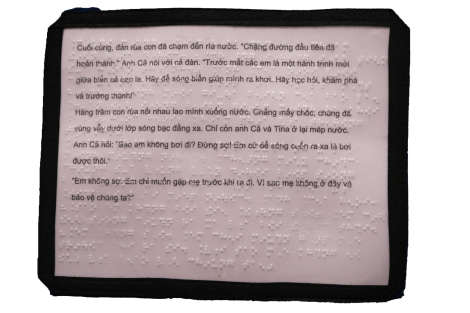 Cuối cùng, đàn rùa con đã chạm đến rìa nước. "Chặng đường đầu tiên đã
hoàn thành." Anh Cả nói với cả đàn. "Trước mắt các em là một hành trình mới
giữa biển cả bao la. Hãy để sóng biển giúp mình ra khơi. Hãy học hỏi, khám phá
và trưởng thành!"
Hàng trăm con rùa nối nhau lao mình xuống nước. Chẳng mấy chốc, chúng đã
vùng vẫy dưới lớp sóng bạc đằng xa. Chỉ còn anh Cả và Tina ở lại mép nước.
Anh Cả hỏi: "Sao em không bơi đi? Đừng sợ! Em cứ để sóng cuốn ra xa là bơi
được thôi."
"Em không sợ. Em chỉ muốn gặp mẹ trước khi ra đi. Vì sao mẹ không ở đây và
bảo vệ chúng ta?"